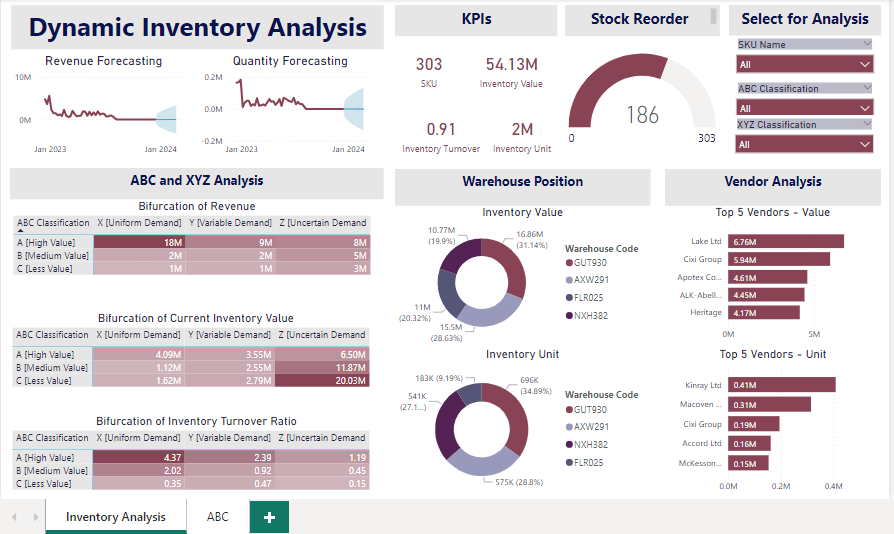 Dynamic Inventory Analysis
Revenue Forecasting
10M
0M
Jan 2023
Jan 2024
Quantity Forecasting
0.2M
0.0M
-0.2M
Jan 2023
Jan 2024
KPIs
303
SKU
54.13M
Inventory Value
0.91
Inventory Turnover
2M
Inventory Unit
Stock Reorder
186
0
303
Select for Analysis
SKU Name
All
ABC Classification
All
XYZ Classification
All
ABC and XYZ Analysis
Bifurcation of Revenue
ABC Classification X [Uniform Demand] Y [Variable Demand] Z [Uncertain Demand
A [High Value] 18M 9M 8M
B [Medium Value] 2M 2M 5M
C [Less Value] 1M 1M 3M
Bifurcation of Current Inventory Value
ABC Classification X [Uniform Demand] Y [Variable Demand] Z [Uncertain Demand]
A [High Value] 4.09M 3.55M 6.50M
B [Medium Value] 1.12M 2.55M 11.87M
C [Less Value] 1.62M 2.79M 20.03M
Bifurcation of Inventory Turnover Ratio
ABC Classification X [Uniform Demand] Y [Variable Demand] Z [Uncertain Demand]
A [High Value] 4.37 2.39 1.19
B [Medium Value] 2.02 0.92 0.45
C [Less Value] 0.35 0.47 0.15
Warehouse Position
Inventory Value
10.77M
(19.9%)
16.86M
(31.14%)
11M
(20.32%)
15.5M
(28.63%)
Warehouse Code
GUT930
AXW291
FLR025
NXH382
Inventory Unit
183K (9.19%)
696K
(34.89%)
541K
(27.1...)
575K (28.8%)
Warehouse Code
GUT930
AXW291
NXH382
FLR025
Vendor Analysis
Top 5 Vendors - Value
Lake Ltd 6.76M
Cixi Group 5.94M
Apotex Co... 4.61M
ALK-Abell... 4.45M
Heritage 4.17M
0M 5M
Top 5 Vendors - Unit
Kinray Ltd 0.41M
Macoven ... 0.31M
Cixi Group 0.19M
Accord Ltd 0.16M
McKesson... 0.15M
0.0M 0.2M 0.4M
Inventory Analysis
ABC